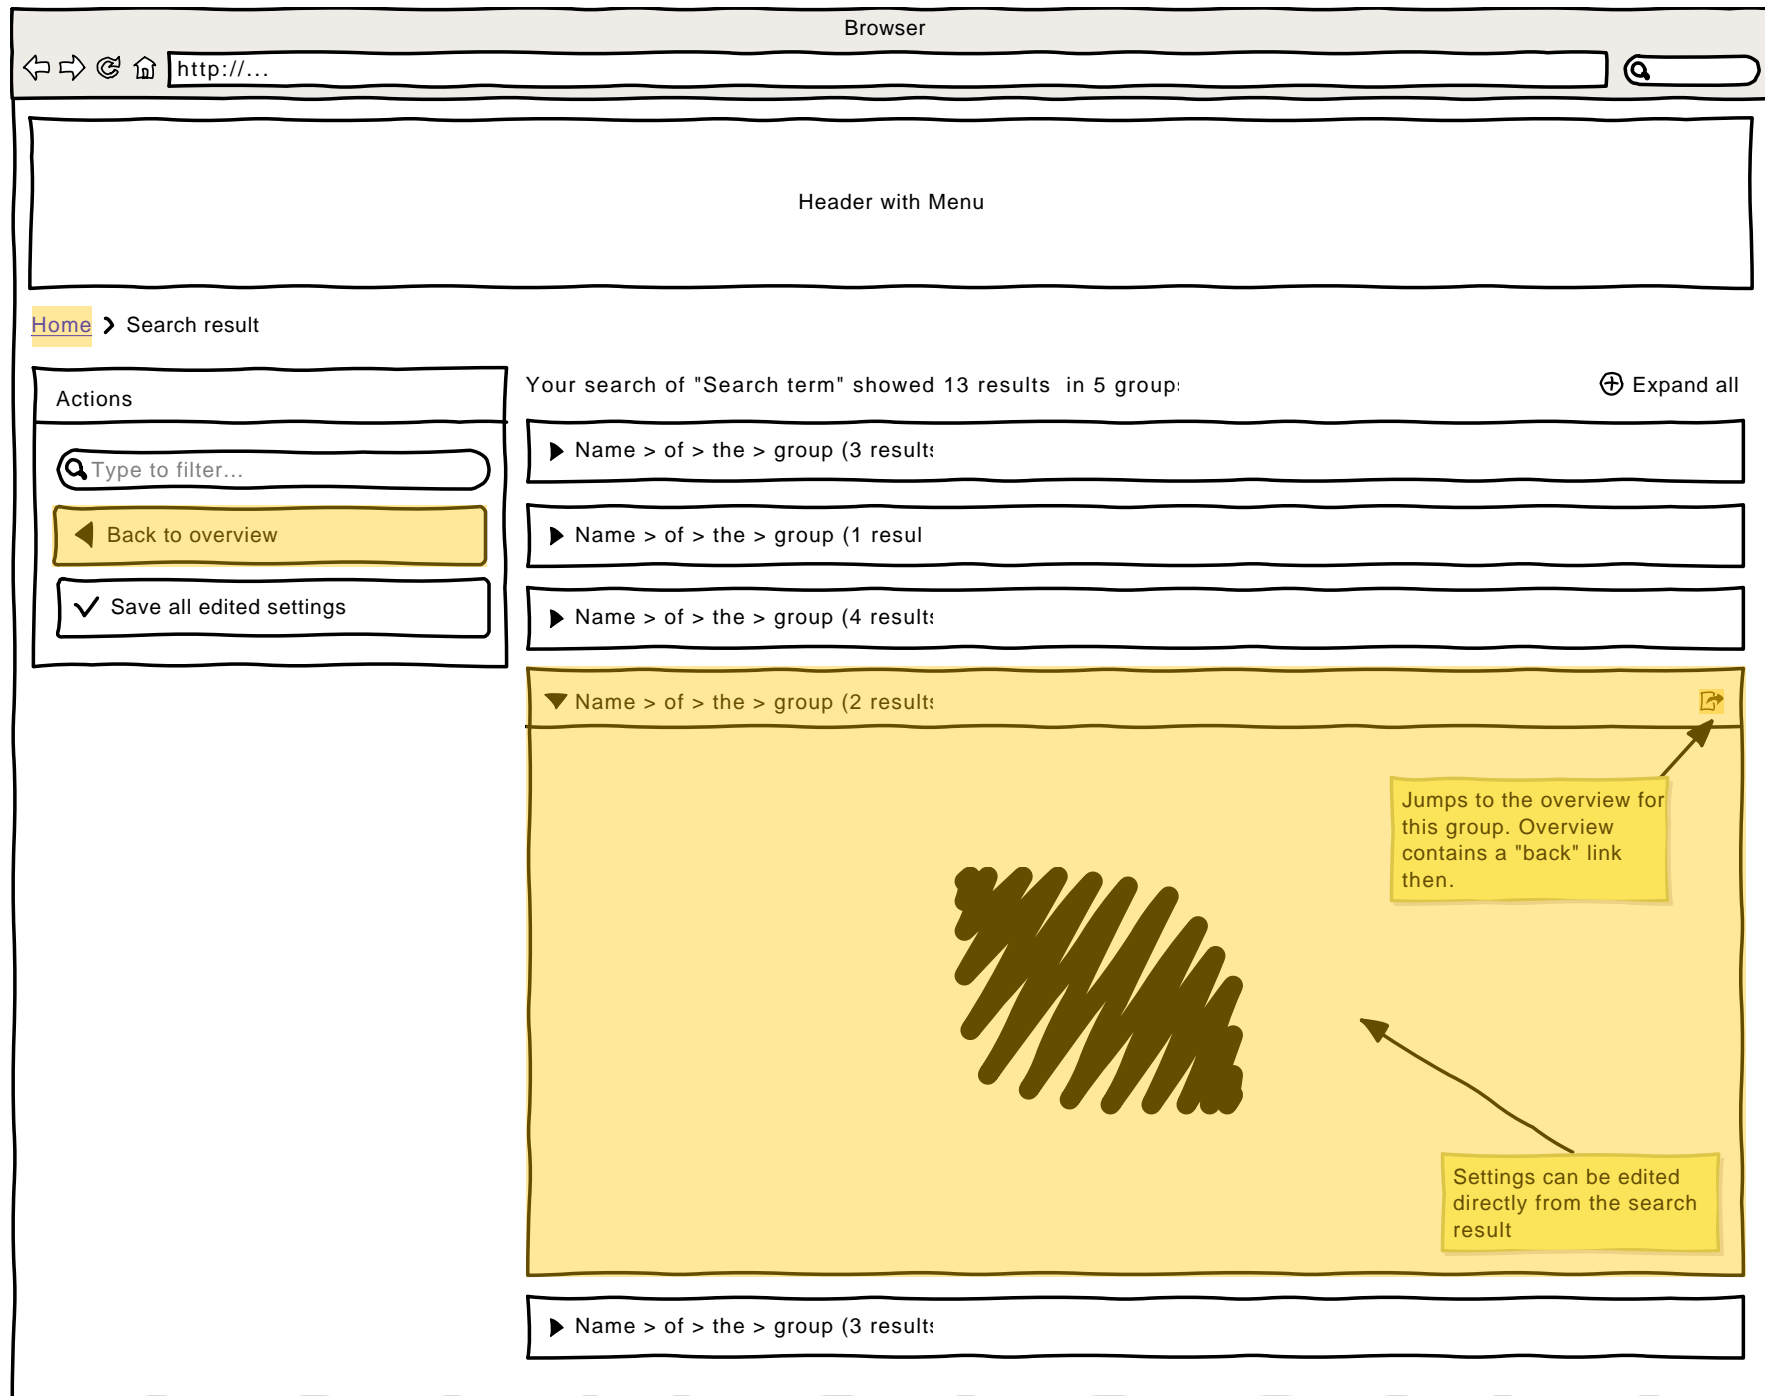 Browser
http://...
Header with Menu
Home > Search result
Actions
Type to filter...
Back to overview
Save all edited settings
Your search of "Search term" showed 13 results in 5 groups
Expand all
Name > of > the > group (3 results
Name > of > the > group (1 resul
Name > of > the > group (4 results
Name > of > the > group (2 results
Jumps to the overview for
this group. Overview
contains a "back" link
then.
Settings can be edited
directly from the search
result
Name > of > the > group (3 results